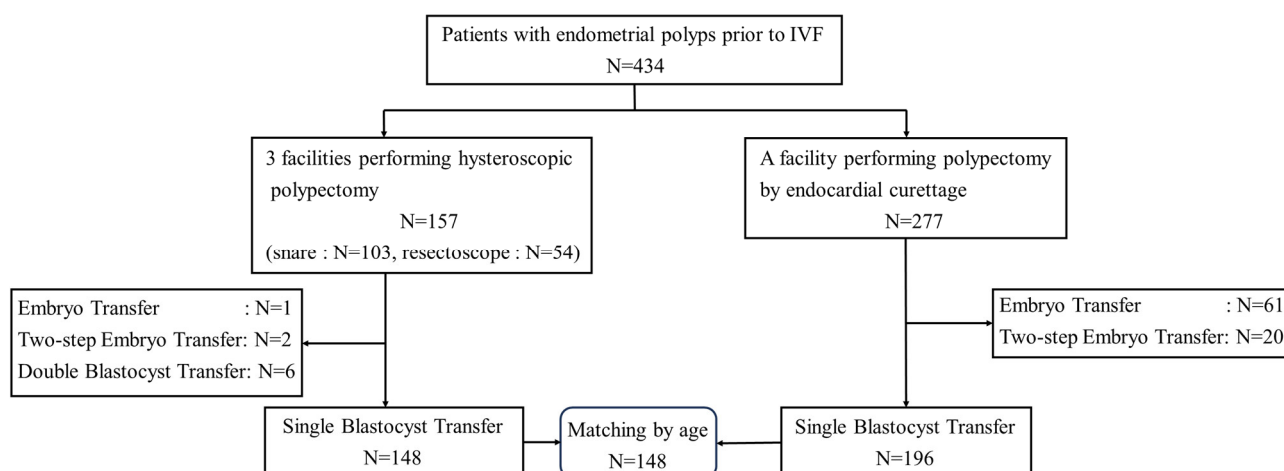 Patients with endometrial polyps prior to IVF
N=434
3 facilities performing hysteroscopic
polypectomy
N=157
(snare : N=103, resectoscope : N=54)
A facility performing polypectomy
by endocardial curettage
N=277
Embryo Transfer : N=1
Two-step Embryo Transfer: N=2
Double Blastocyst Transfer: N=6
Embryo Transfer : N=61
Two-step Embryo Transfer: N=20
Single Blastocyst Transfer
N=148
Matching by age
N=148
Single Blastocyst Transfer
N=196